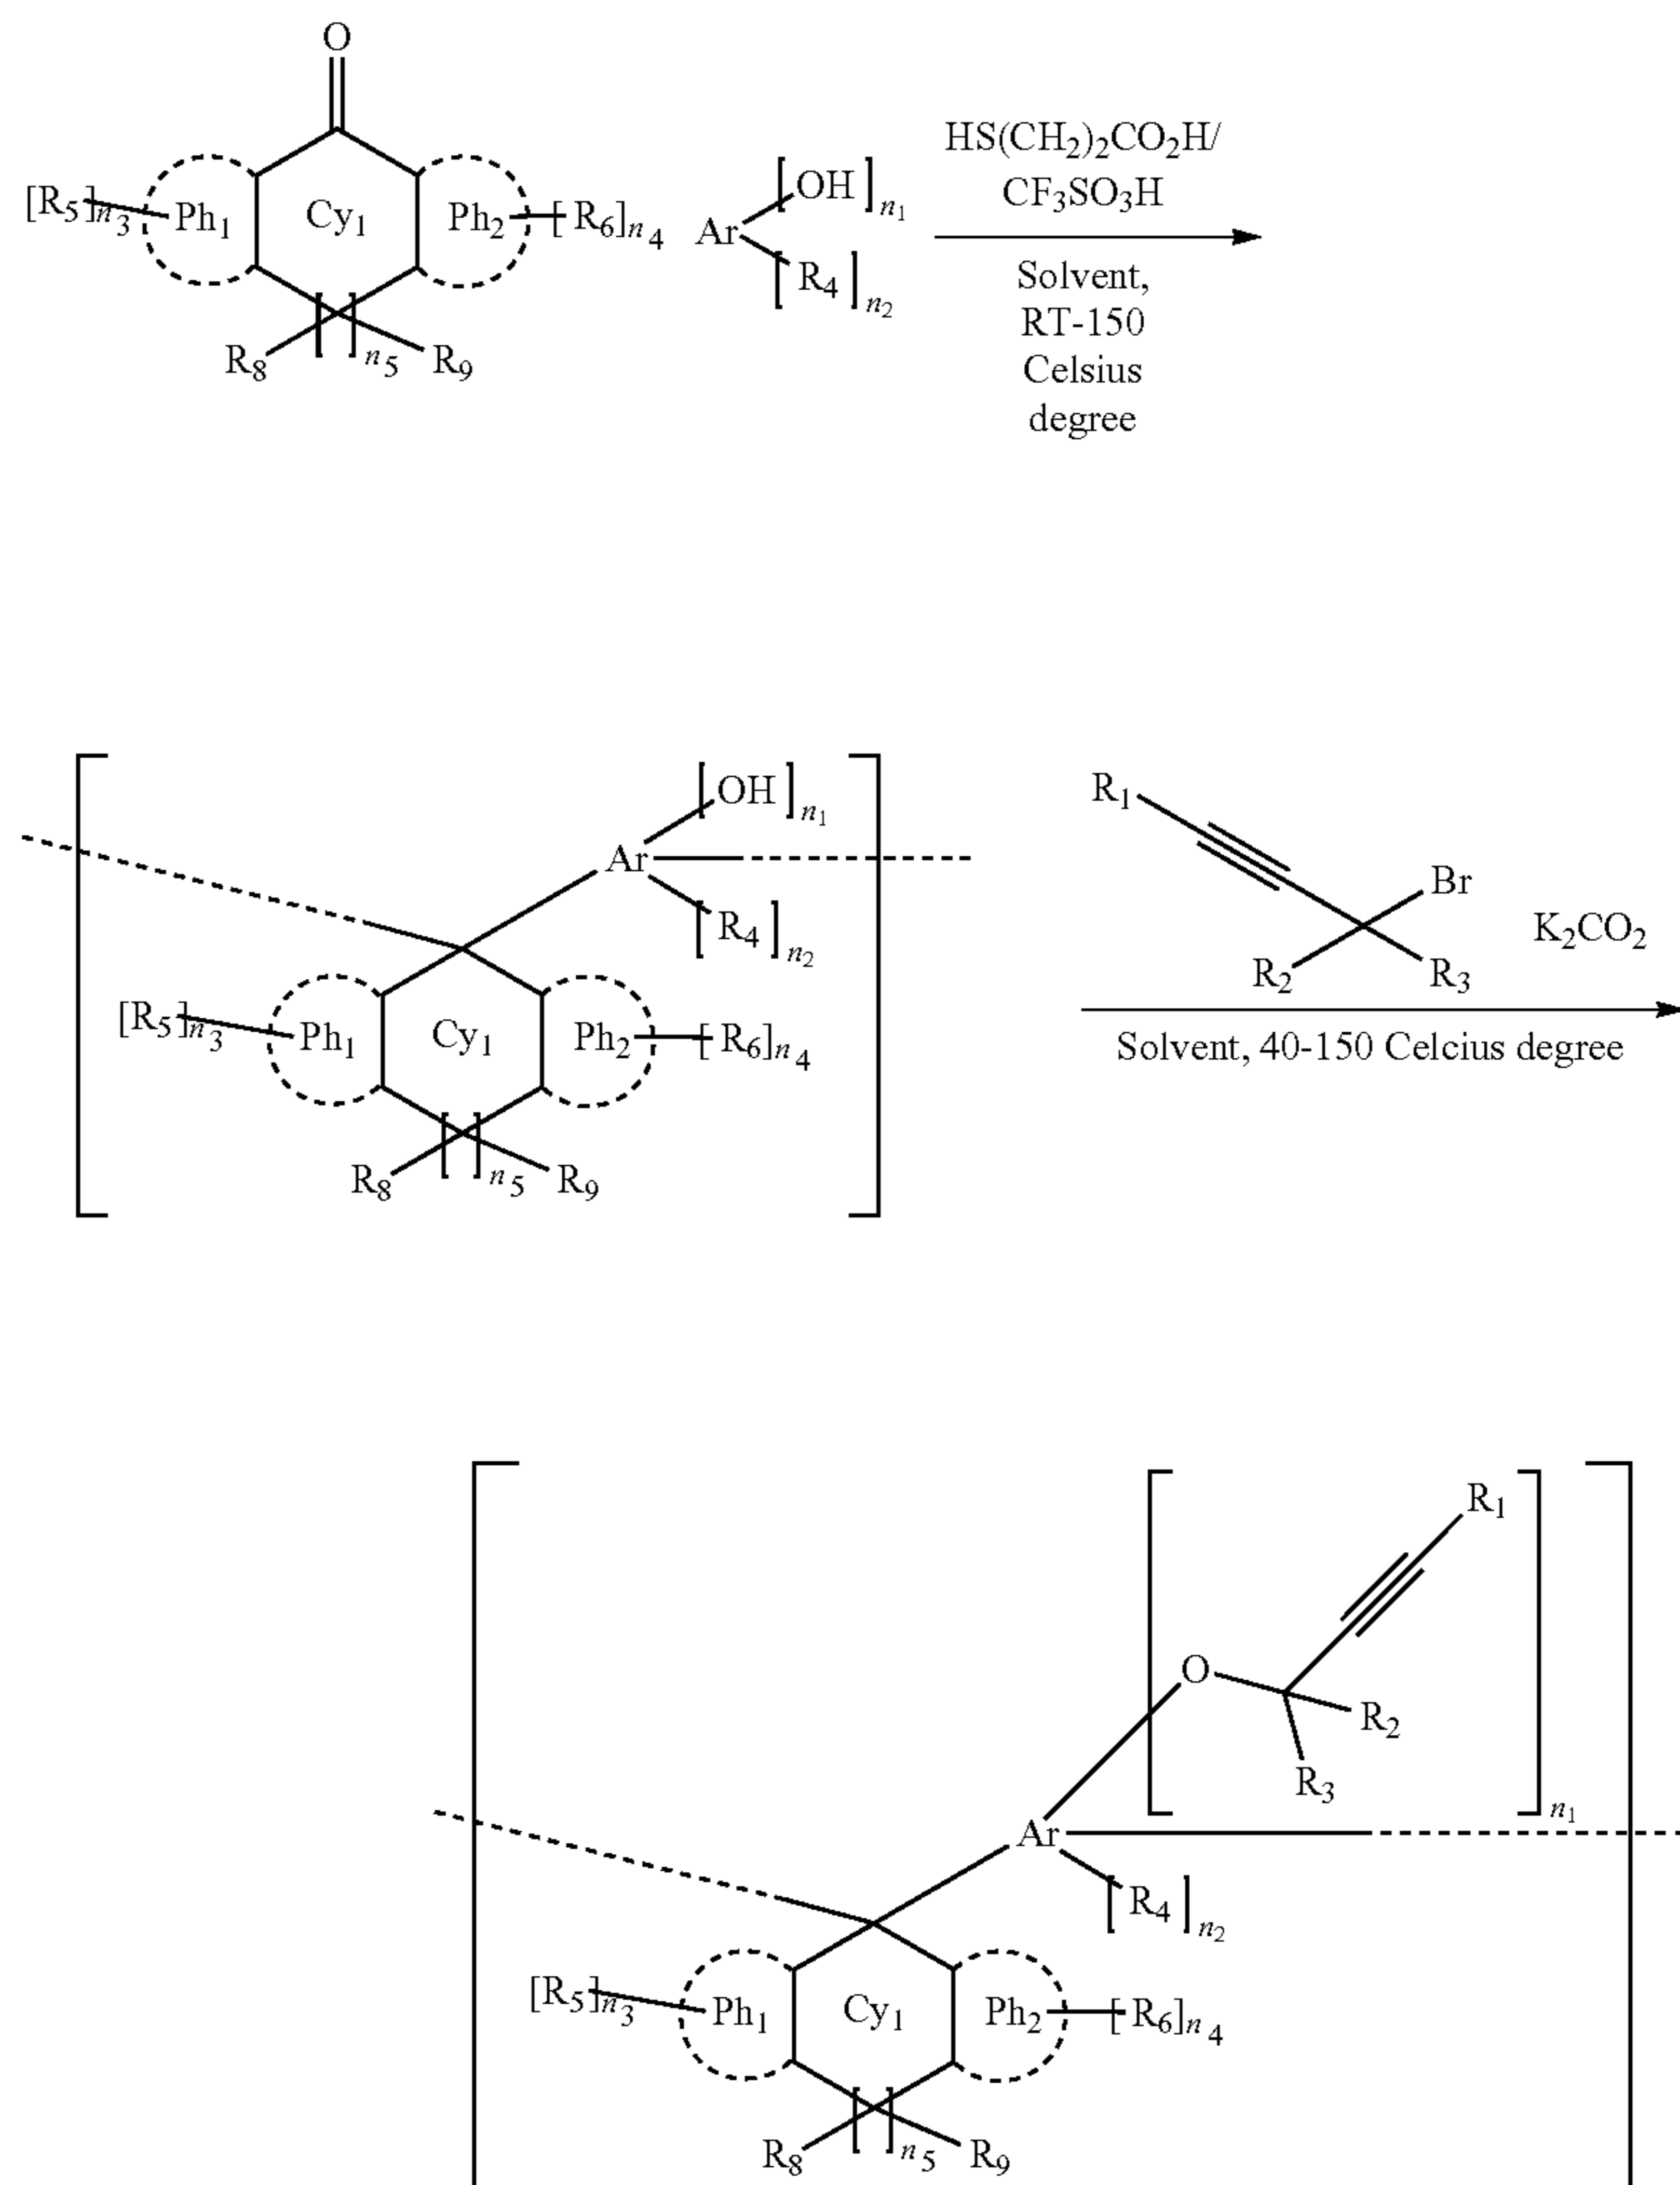 O
[R5]n3 Ph1 Cy1 Ph2 [R6]n4
R8 n5 R9
Ar [OH]n1
[R4]n2
HS(CH2)2CO2H/
CF3SO3H
Solvent,
RT-150
Celsius
degree
[OH]n1
Ar
[R4]n2
[R5]n3 Ph1 Cy1 Ph2 [R6]n4
R8 n5 R9
R1
Br
R2 R3
K2CO2
Solvent, 40-150 Celcius degree
R1
O
R2
R3
n1
Ar
[R4]n2
[R5]n3 Ph1 Cy1 Ph2 [R6]n4
R8 n5 R9